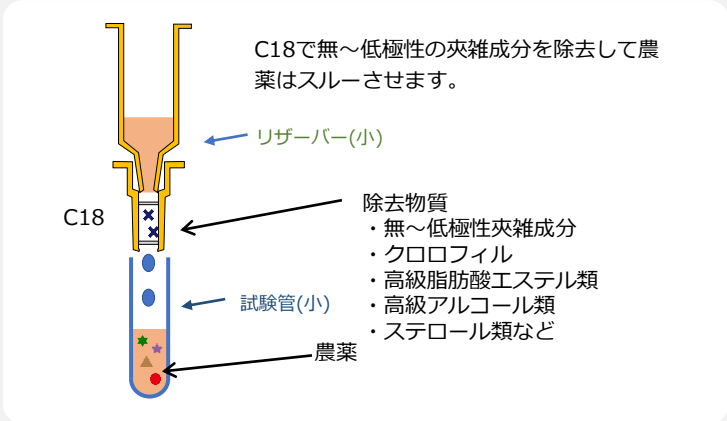 C18で無～低極性の夾雑成分を除去して農
薬はスルーさせます。
リザーバー(小)
C18
除去物質
・無～低極性夾雑成分
・クロロフィル
・高級脂肪酸エステル類
・高級アルコール類
・ステロール類など
試験管(小)
農薬